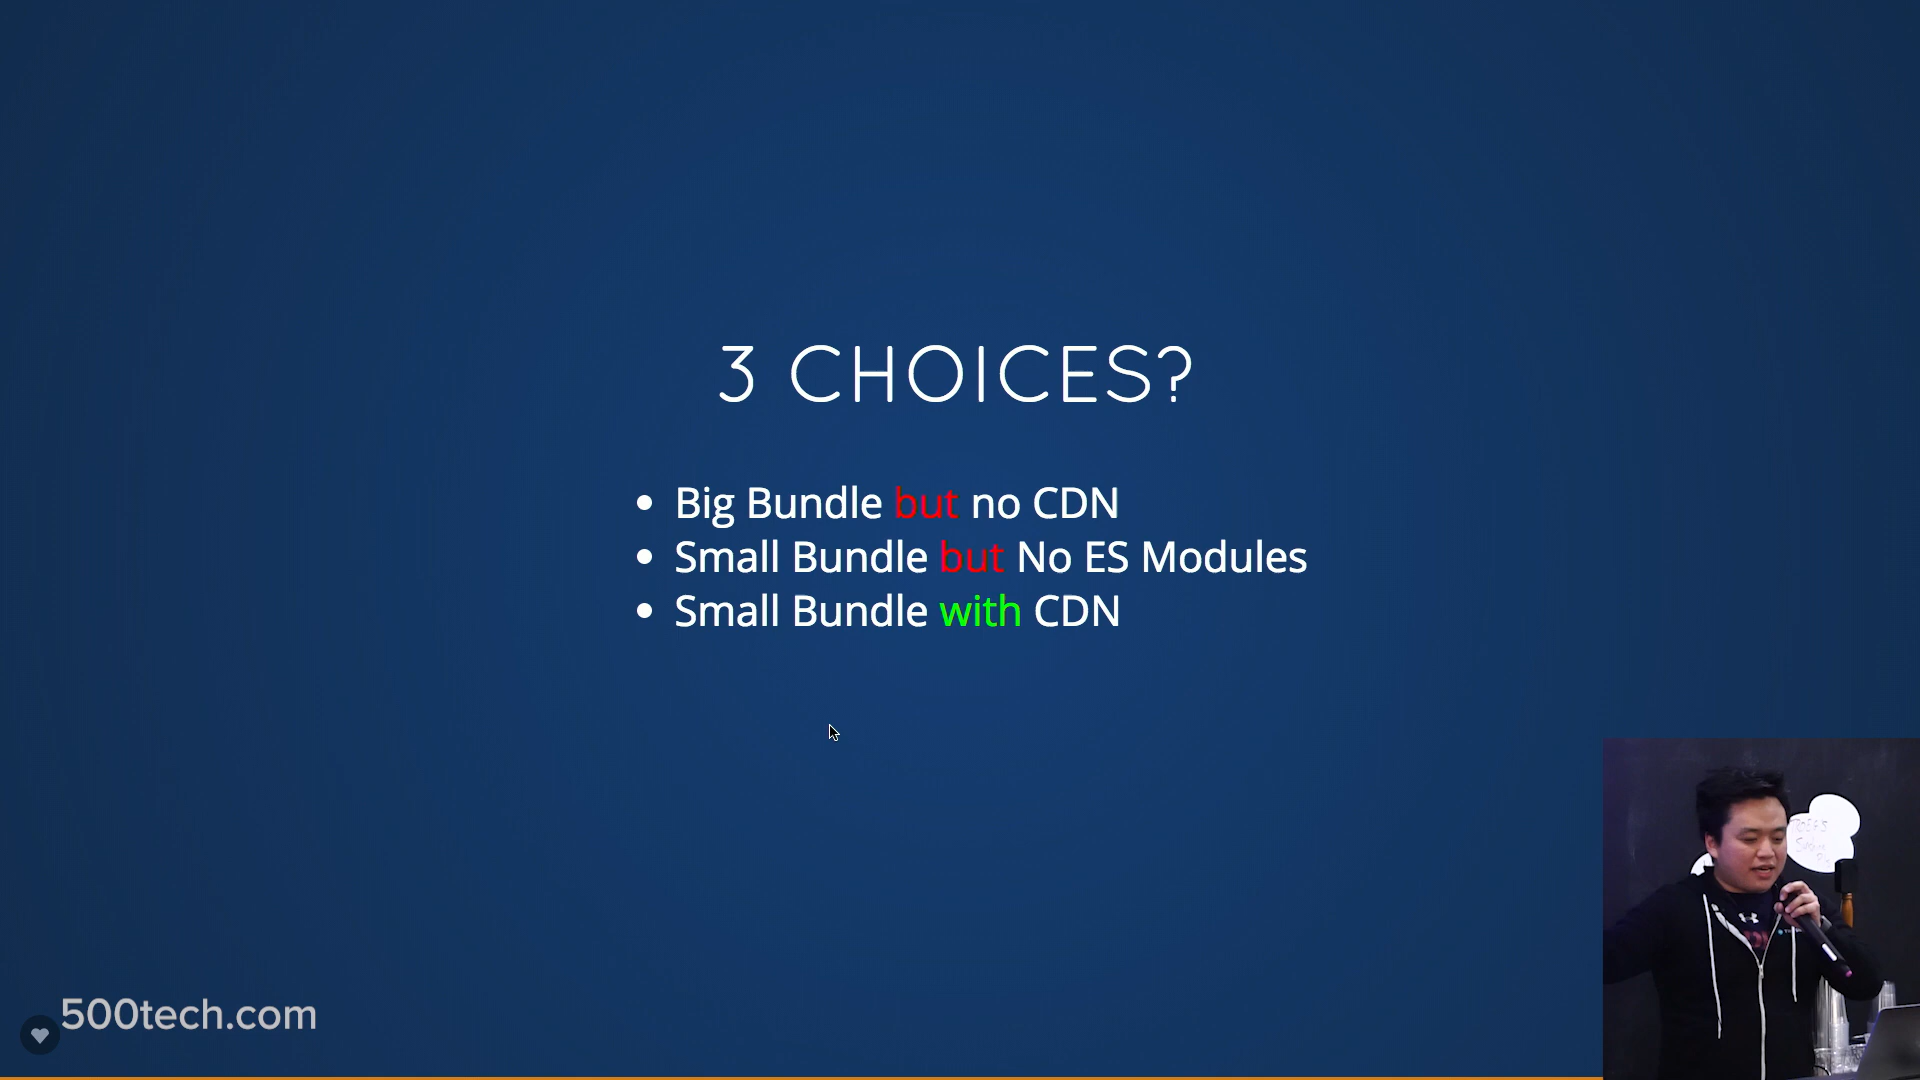 3 CHOICES?
Big Bundle but no CDN
Small Bundle but No ES Modules
Small Bundle with CDN
500tech.com